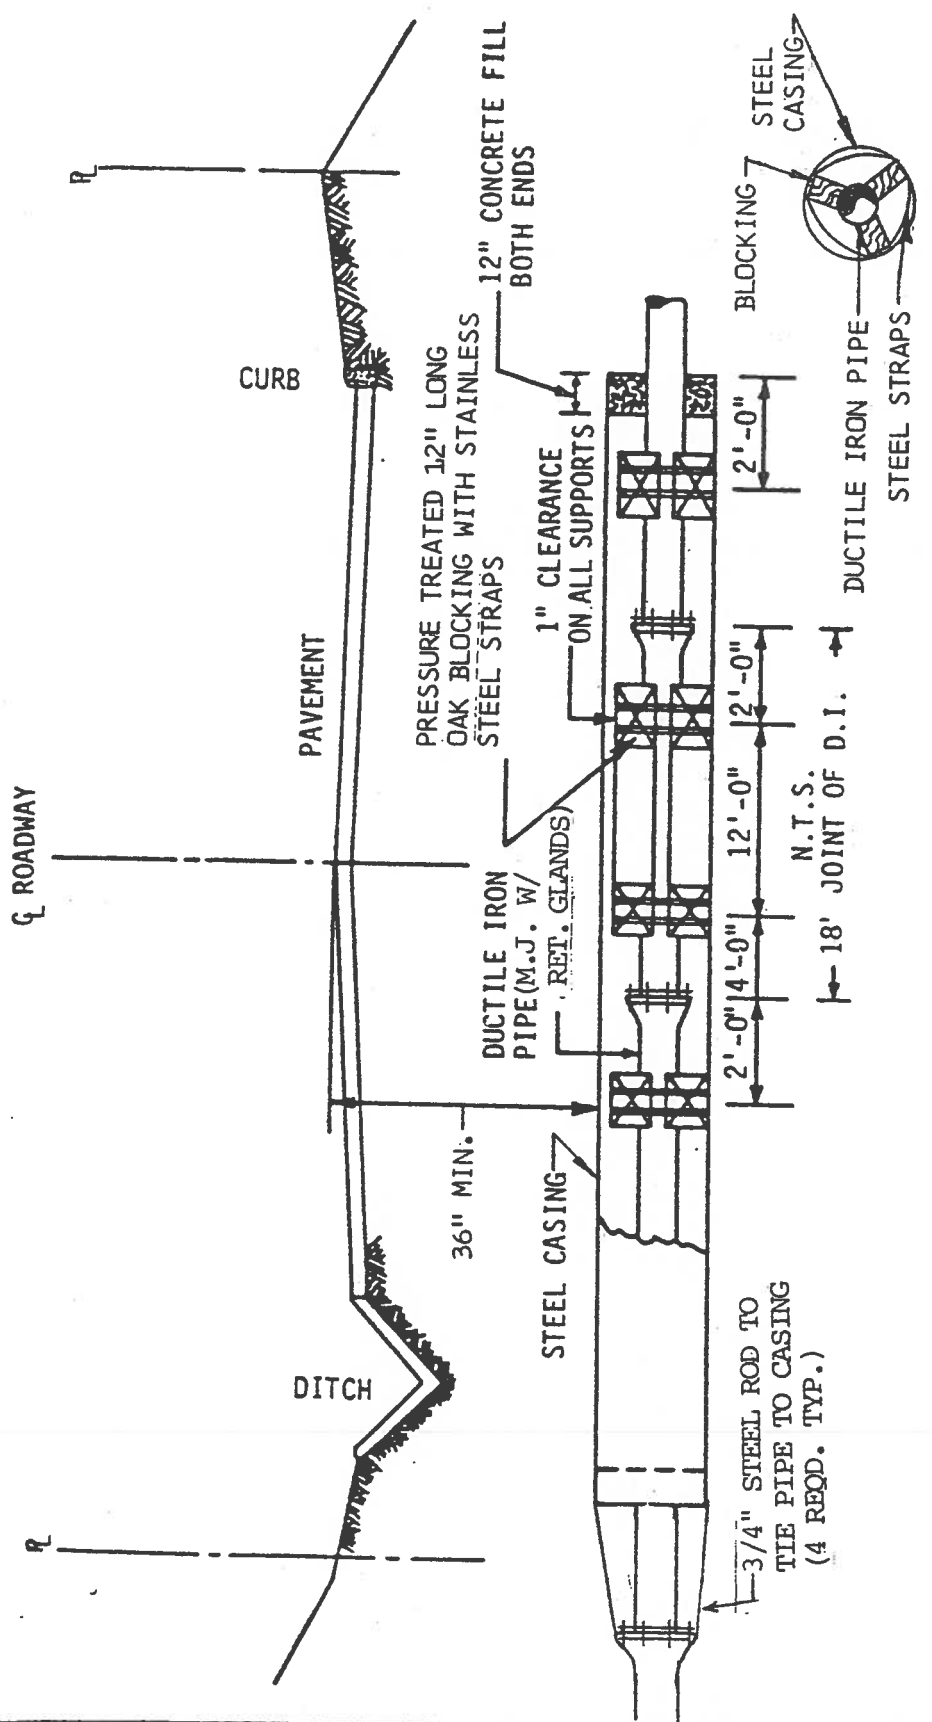 ℄ ROADWAY
PL
PL
DITCH
PAVEMENT
CURB
36" MIN.
STEEL CASING
DUCTILE IRON
PIPE(M.J. W/
RET. GLANDS)
PRESSURE TREATED 12" LONG
OAK BLOCKING WITH STAINLESS
STEEL STRAPS
1" CLEARANCE
ON ALL SUPPORTS
12" CONCRETE FILL
BOTH ENDS
3/4" STEEL ROD TO
TIE PIPE TO CASING
(4 REQD. TYP.)
2'-0"
4'-0"
12'-0"
2'-0"
2'-0"
N.T.S.
18' JOINT OF D.I.
BLOCKING
STEEL
CASING
DUCTILE IRON PIPE
STEEL STRAPS